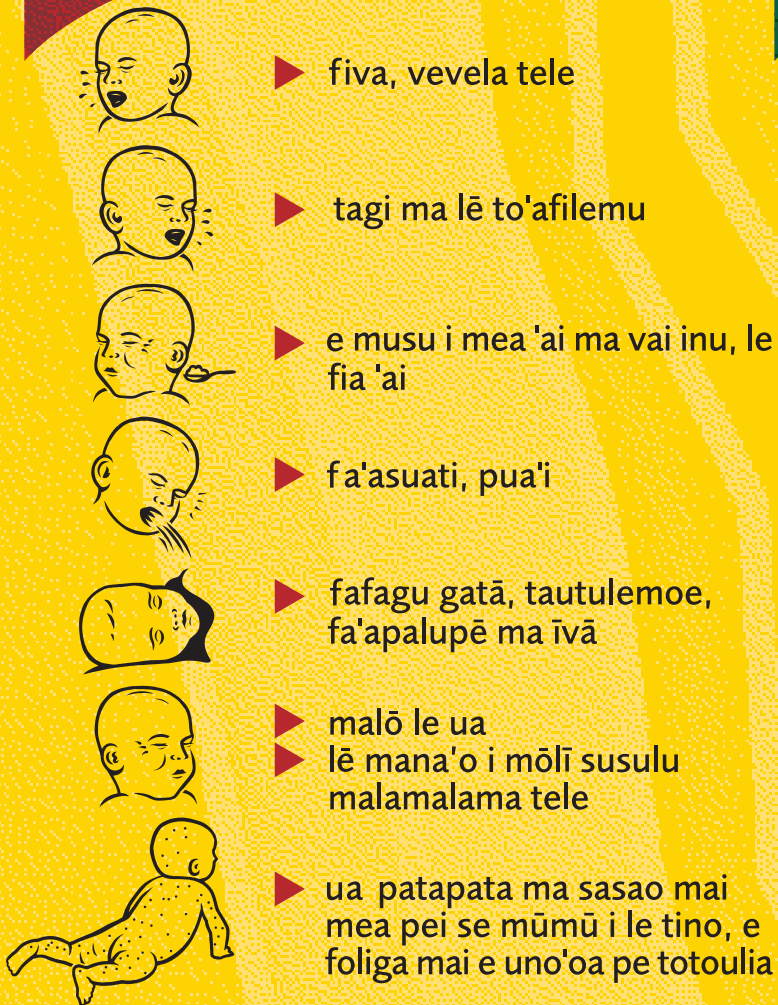 fiva, vevela tele
tagi ma lē to'afilemu
e musu i mea 'ai ma vai inu, le
fia 'ai
fa'asuati, pua'i
fafagu gatā, tautulemoe,
fa'apalupē ma īvā
malō le ua
lē mana'o i mōlī susulu
malamalama tele
ua patapata ma sasao mai
mea pei se mūmū i le tino, e
foliga mai e uno'oa pe totoulia